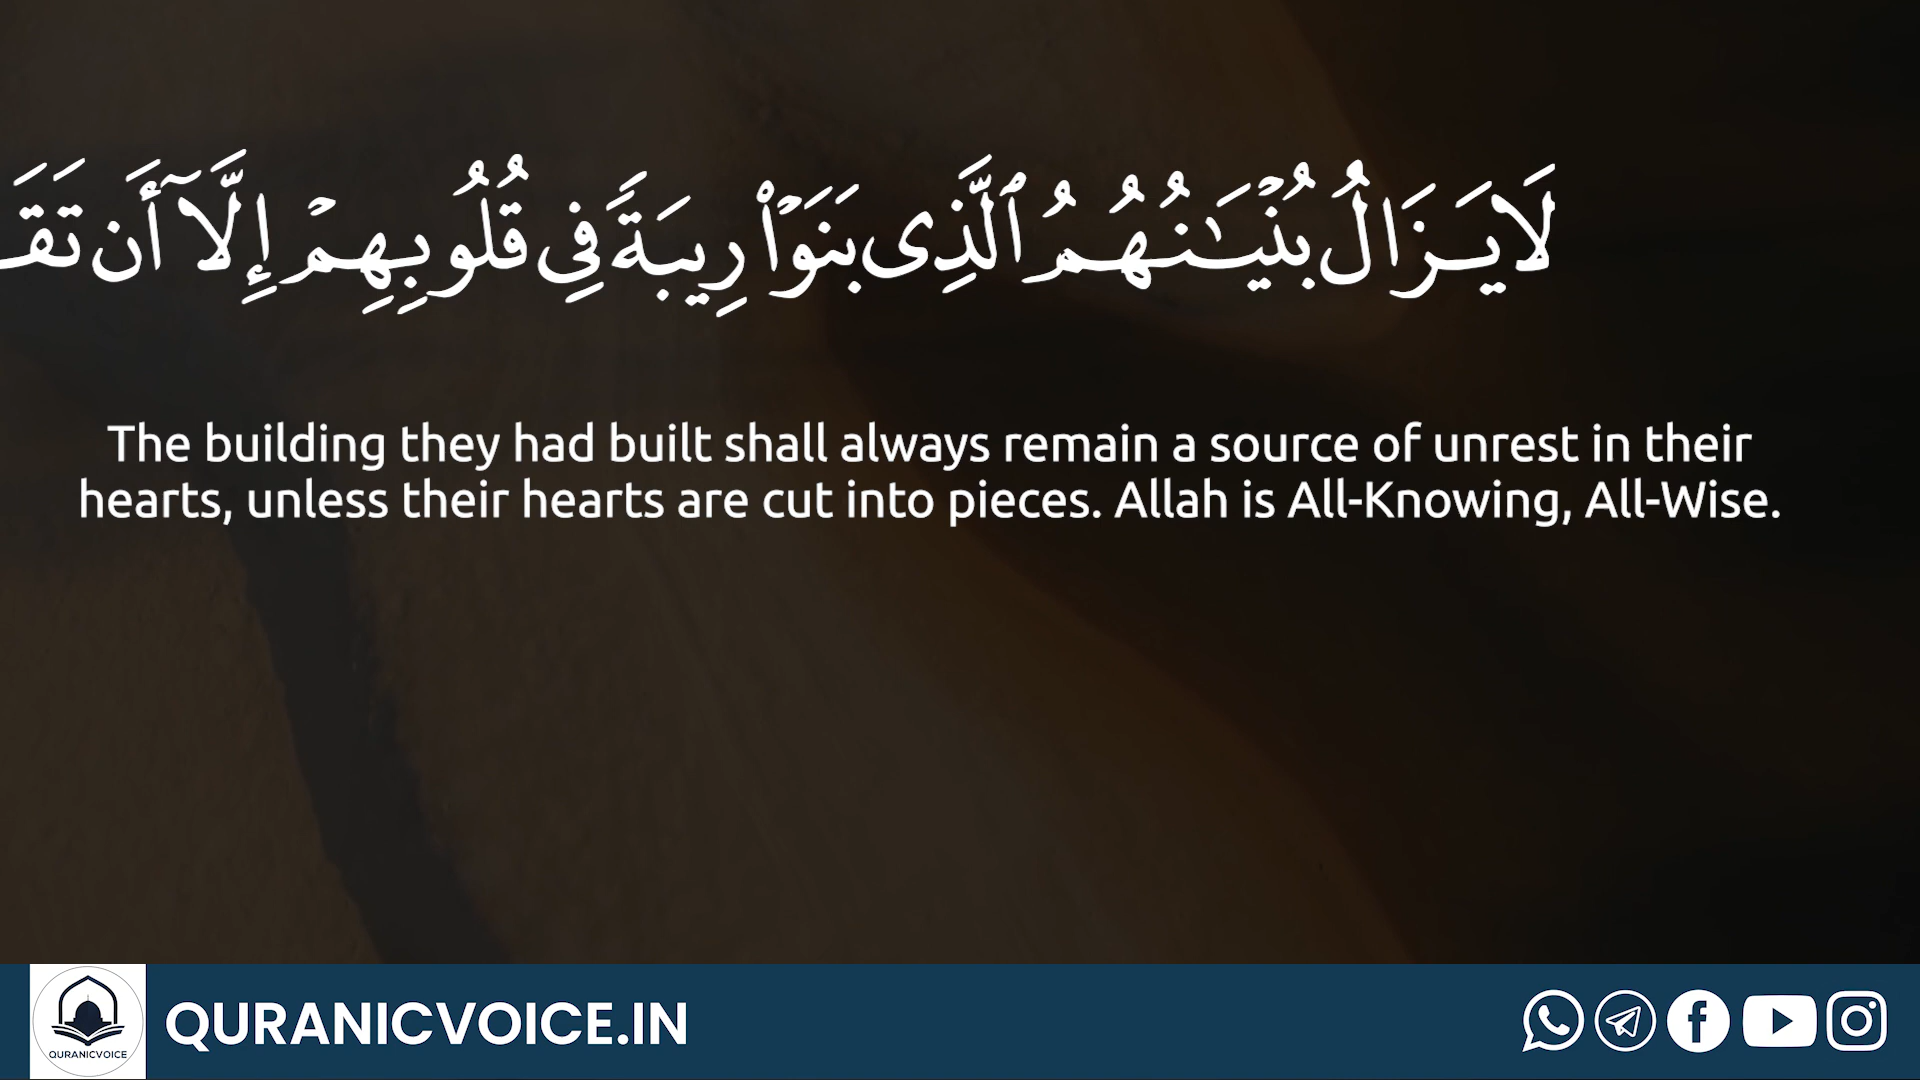 لَا يَزَالُ بُنْيَـٰنُهُمُ ٱلَّذِى بَنَوْا۟ رِيبَةً فِى قُلُوبِهِمْ إِلَّآ أَن
The building they had built shall always remain a source of unrest in their
hearts, unless their hearts are cut into pieces. Allah is All-Knowing, All-Wise.
QURANICVOICE
QURANICVOICE.IN